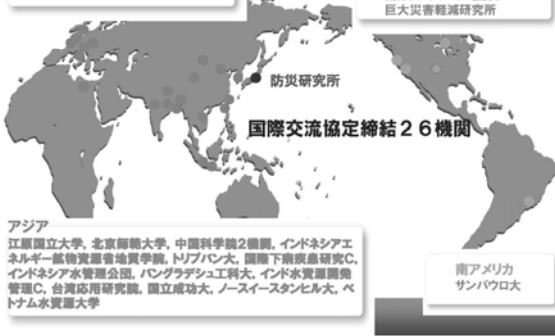 巨大災害軽減研究所
防災研究所
国際交流協定締結26機関
アジア
江原国立大学, 北京師範大学, 中国科学院2機関, インドネシアエ
ネルギー鉱物資源省地質学院, トリブバン大, 国際下痢疾患研究C,
インドネシア水管理公団, バングラデシュ工科大, インド水資源開発
管理C, 台湾応用研究院, 国立成功大, ノースイースタンヒル大, ベ
トナム水資源大学
南アメリカ
サンパウロ大